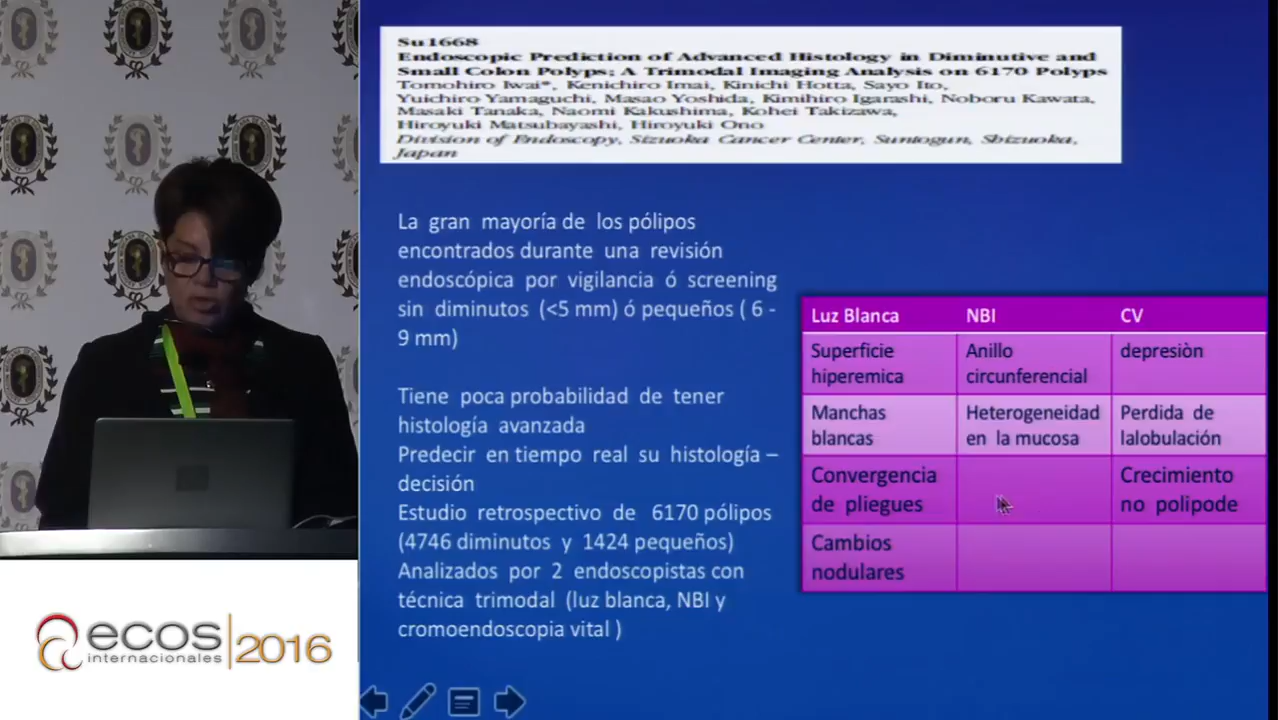 Su1668
Endoscopic Prediction of Advanced Histology in Diminutive and
Small Colon Polyps; A Trimodal Imaging Analysis on 6170 Polyps
Tomohiro Iwai*, Kenichiro Imai, Kinichi Hotta, Sayo Ito,
Yuichiro Yamaguchi, Masao Yoshida, Kimihiro Igarashi, Noboru Kawata,
Masaki Tanaka, Naomi Kakushima, Kohei Takizawa,
Hiroyuki Matsubayashi, Hiroyuki Ono
Division of Endoscopy, Sizuoka Cancer Center, Suntogun, Shizuoka,
Japan
La gran mayoría de los pólipos
encontrados durante una revisión
endoscópica por vigilancia ó screening
sin diminutos (<5 mm) ó pequeños ( 6 -
9 mm)
Tiene poca probabilidad de tener
histología avanzada
Predecir en tiempo real su histología –
decisión
Estudio retrospectivo de 6170 pólipos
(4746 diminutos y 1424 pequeños)
Analizados por 2 endoscopistas con
técnica trimodal (luz blanca, NBI y
cromoendoscopia vital )
Luz Blanca NBI CV
Superficie Anillo depresiòn
hiperemica circunferencial
Manchas Heterogeneidad Perdida de
blancas en la mucosa lalobulación
Convergencia Crecimiento
de pliegues no polipode
Cambios
nodulares
ecos
internacionales 2016